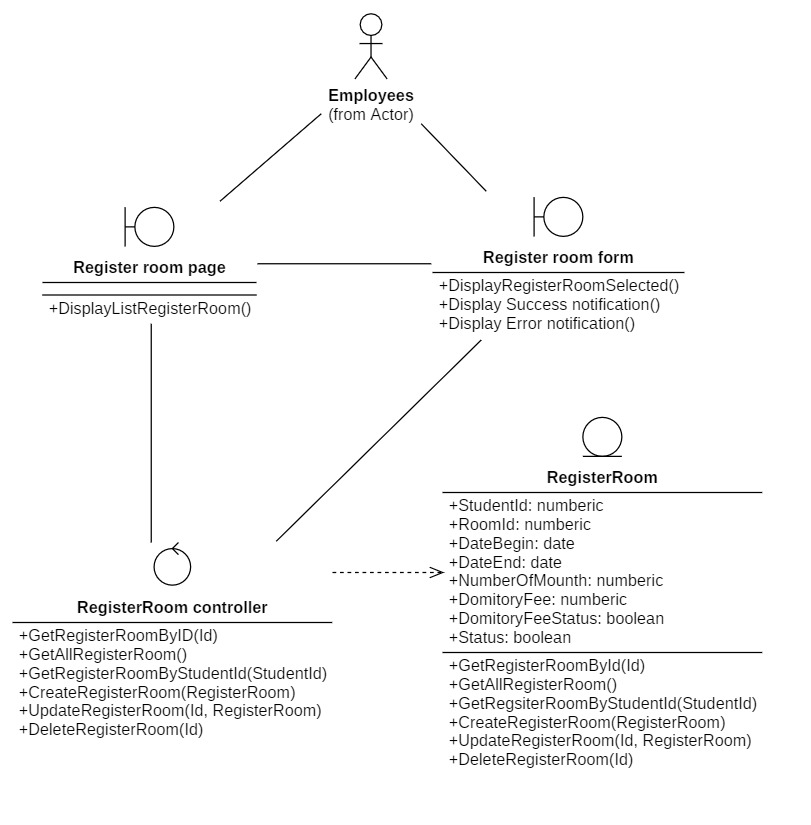 Employees
(from Actor)
Register room page
+DisplayListRegisterRoom()
Register room form
+DisplayRegisterRoomSelected()
+Display Success notification()
+Display Error notification()
RegisterRoom controller
+GetRegisterRoomByID(Id)
+GetAllRegisterRoom()
+GetRegisterRoomByStudentId(StudentId)
+CreateRegisterRoom(RegisterRoom)
+UpdateRegisterRoom(Id, RegisterRoom)
+DeleteRegisterRoom(Id)
RegisterRoom
+StudentId: numberic
+RoomId: numberic
+DateBegin: date
+DateEnd: date
+NumberOfMounth: numberic
+DomitoryFee: numberic
+DomitoryFeeStatus: boolean
+Status: boolean
+GetRegisterRoomById(Id)
+GetAllRegisterRoom()
+GetRegsiterRoomByStudentId(StudentId)
+CreateRegisterRoom(RegisterRoom)
+UpdateRegisterRoom(Id, RegisterRoom)
+DeleteRegisterRoom(Id)